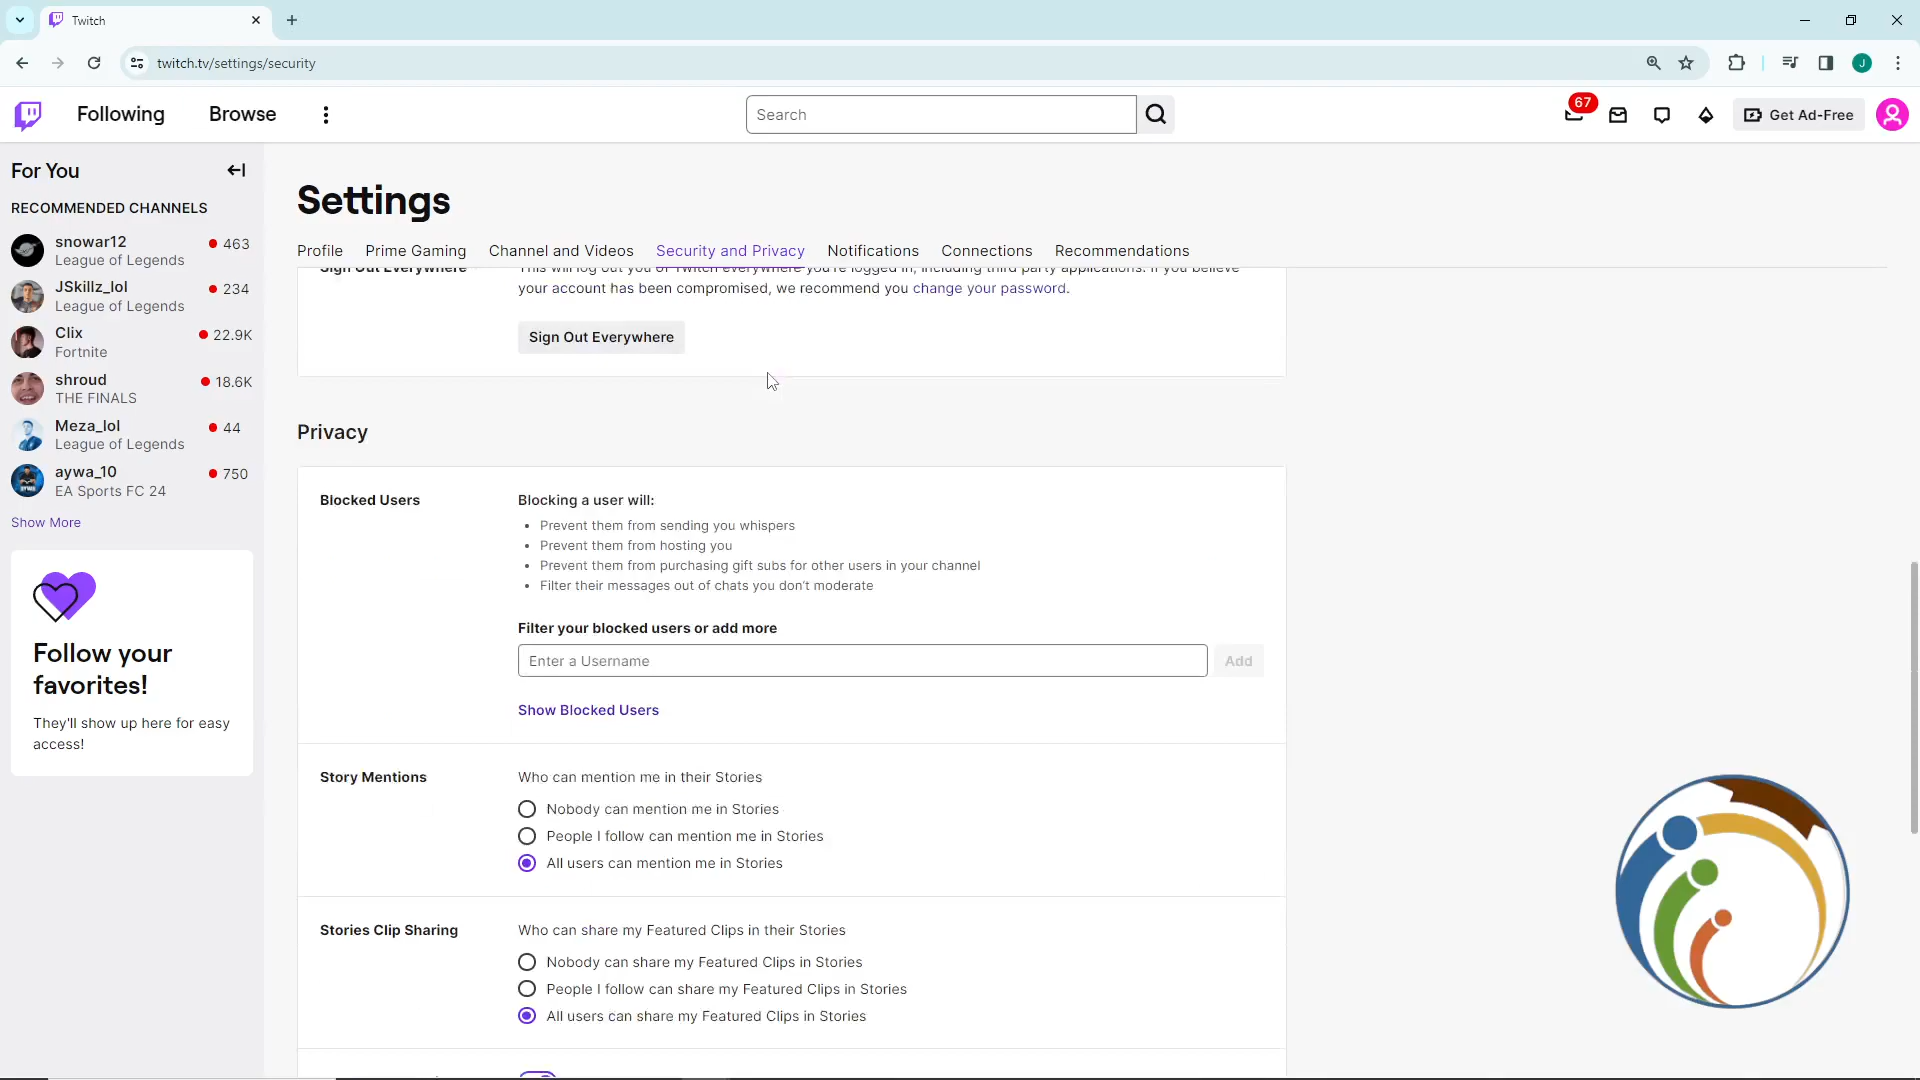 Twitch
twitch.tv/settings/security
J
Following
Browse
Search
67
Get Ad-Free
For You
RECOMMENDED CHANNELS
snowar12
463
League of Legends
JSkillz_lol
234
League of Legends
Clix
22.9K
Fortnite
shroud
18.6K
THE FINALS
Meza_lol
44
League of Legends
aywa_10
750
EA Sports FC 24
Show More
Follow your
favorites!
They'll show up here for easy
access!
Settings
Profile
Prime Gaming
Channel and Videos
Security and Privacy
Notifications
Connections
Recommendations
Sign Out Everywhere
This will log out you of Twitch everywhere you're logged in, including third party applications. If you believe
your account has been compromised, we recommend you change your password.
Sign Out Everywhere
Privacy
Blocked Users
Blocking a user will:
• Prevent them from sending you whispers
• Prevent them from hosting you
• Prevent them from purchasing gift subs for other users in your channel
• Filter their messages out of chats you don't moderate
Filter your blocked users or add more
Enter a Username
Add
Show Blocked Users
Story Mentions
Who can mention me in their Stories
Nobody can mention me in Stories
People I follow can mention me in Stories
All users can mention me in Stories
Stories Clip Sharing
Who can share my Featured Clips in their Stories
Nobody can share my Featured Clips in Stories
People I follow can share my Featured Clips in Stories
All users can share my Featured Clips in Stories